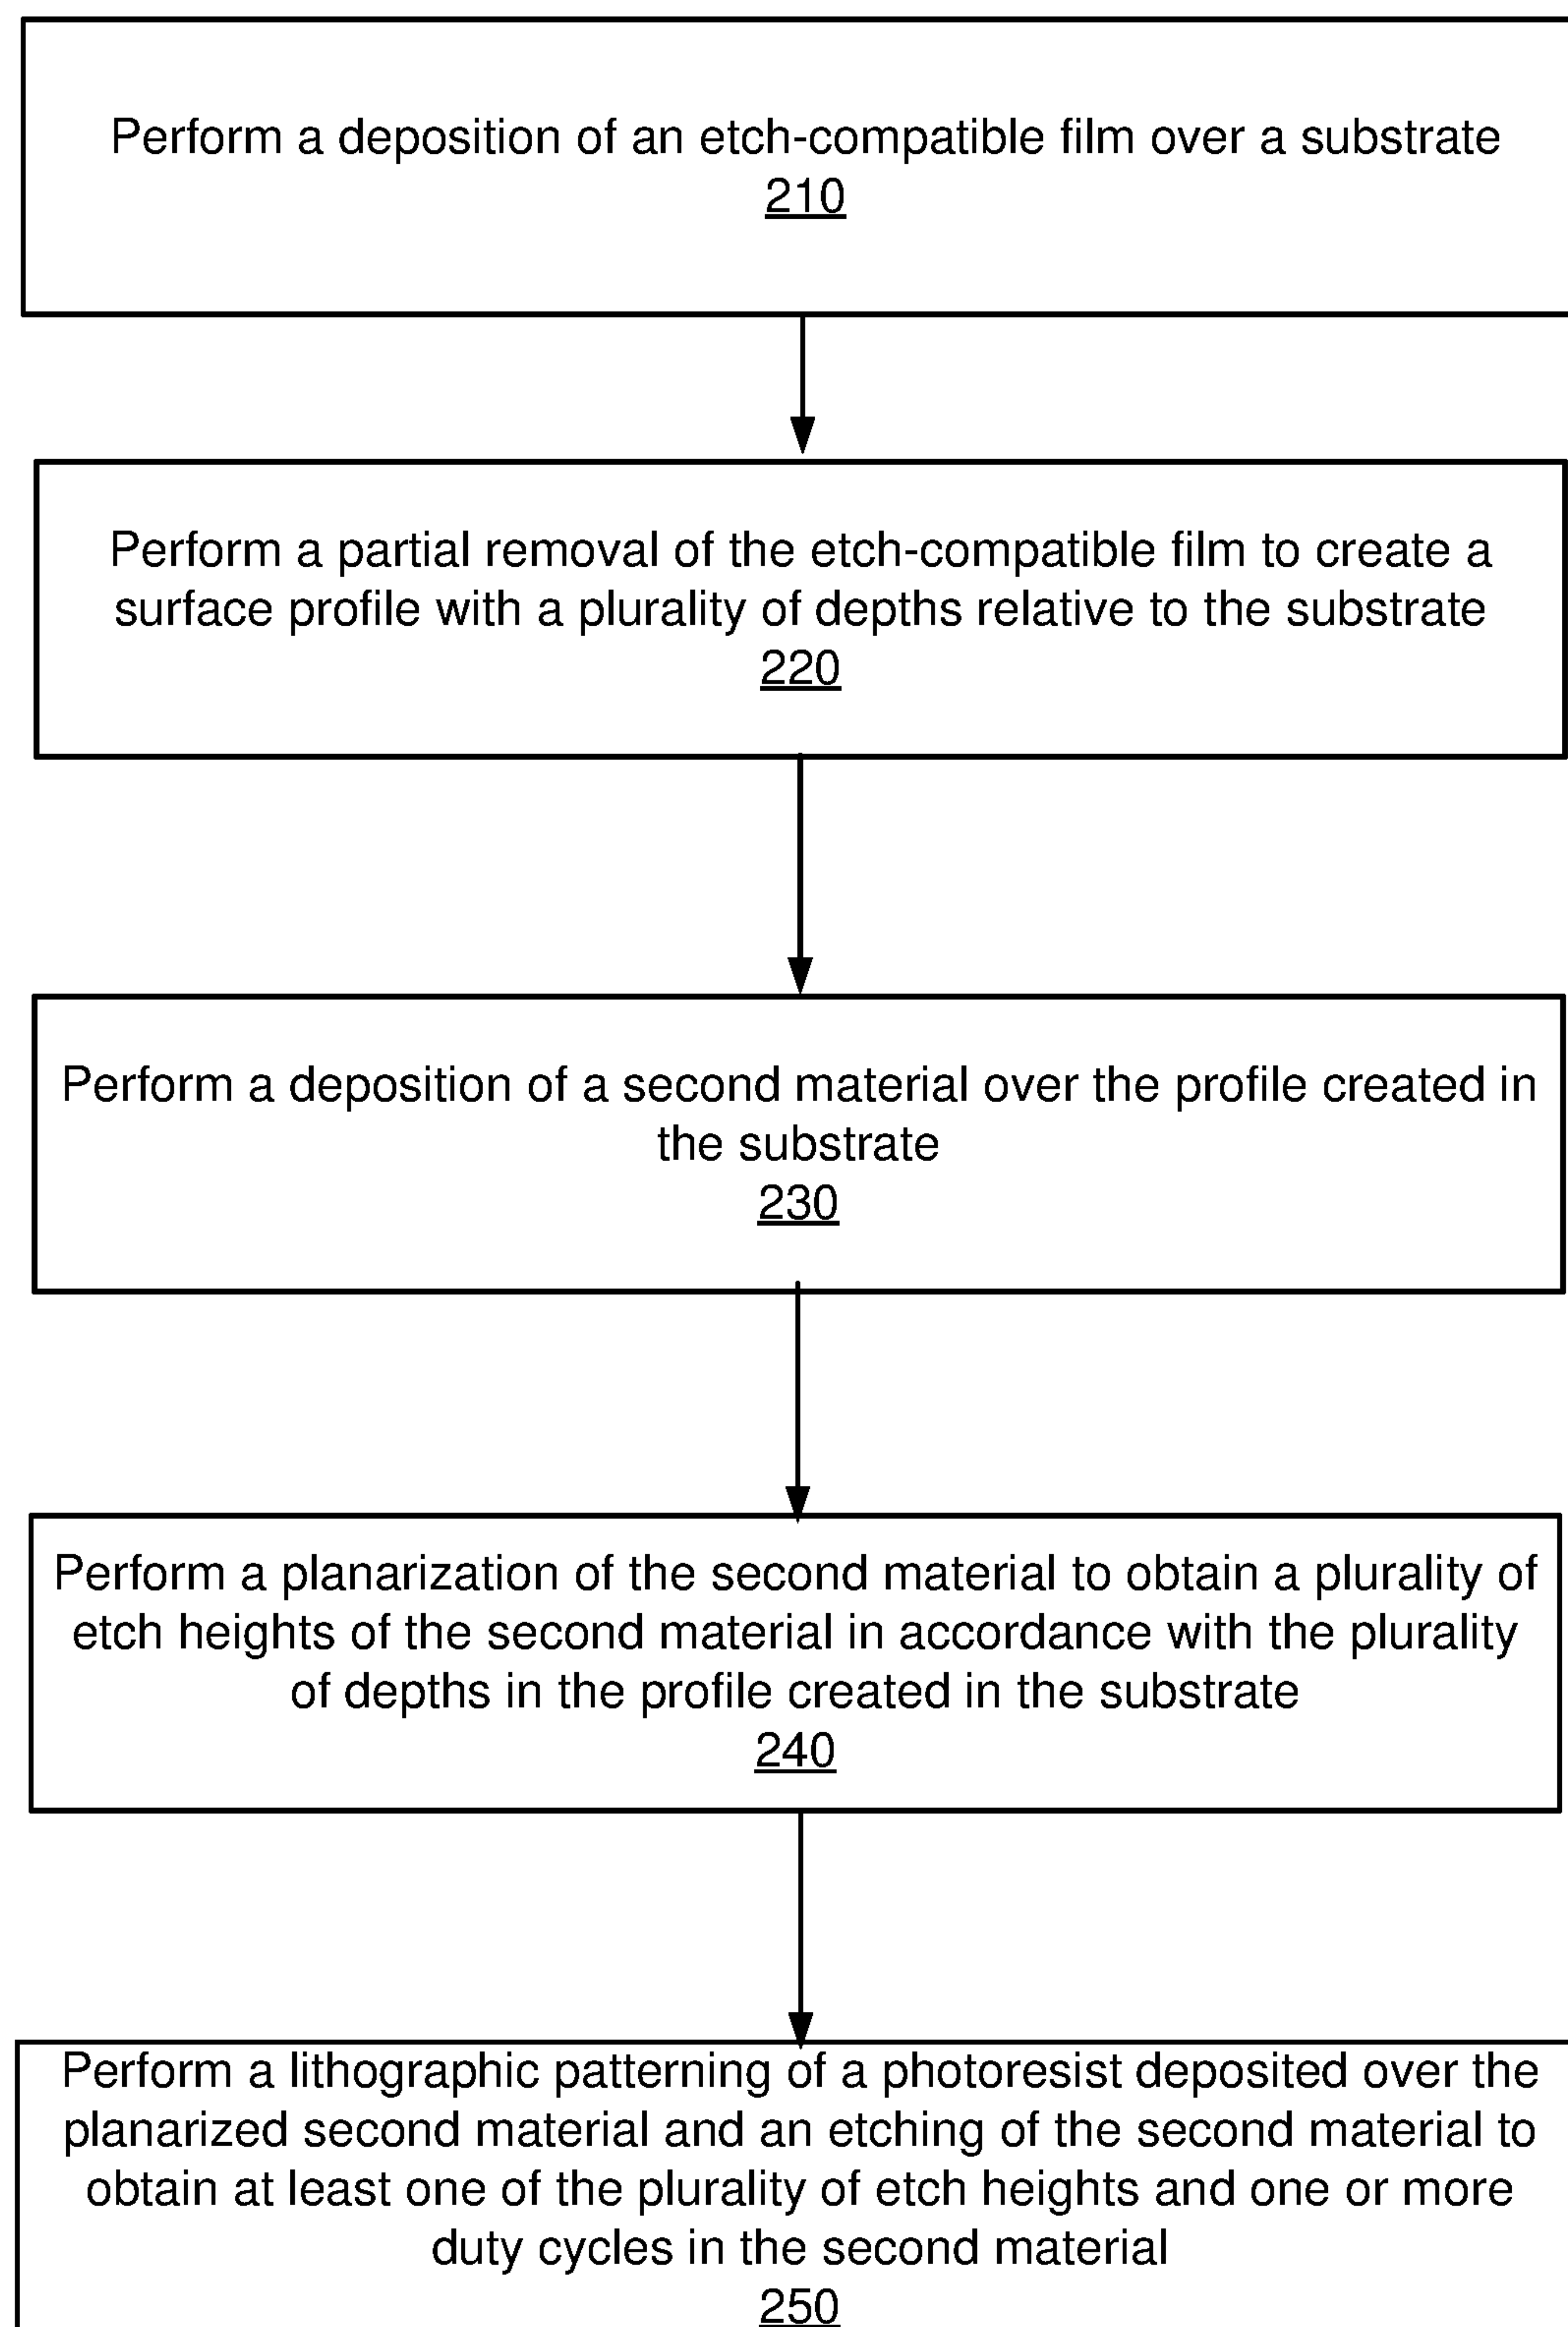 Perform a deposition of an etch-compatible film over a substrate
210
Perform a partial removal of the etch-compatible film to create a
surface profile with a plurality of depths relative to the substrate
220
Perform a deposition of a second material over the profile created in
the substrate
230
Perform a planarization of the second material to obtain a plurality of
etch heights of the second material in accordance with the plurality
of depths in the profile created in the substrate
240
Perform a lithographic patterning of a photoresist deposited over the
planarized second material and an etching of the second material to
obtain at least one of the plurality of etch heights and one or more
duty cycles in the second material
250